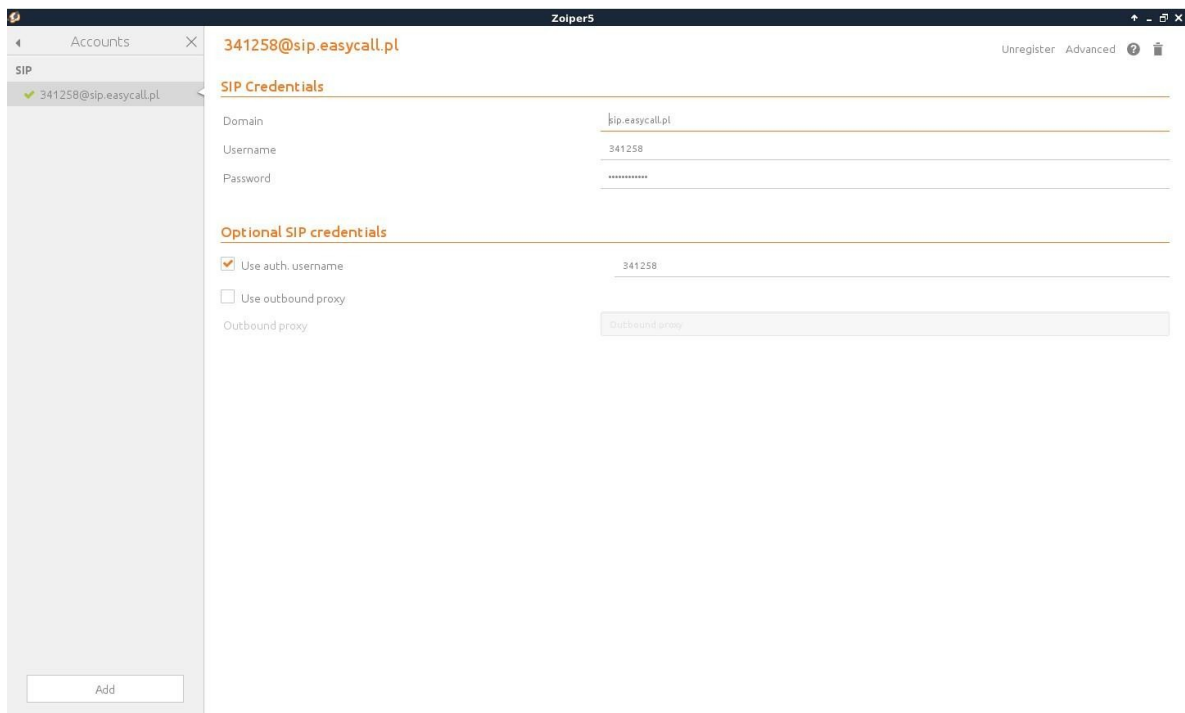 Zoiper5
Accounts
SIP
341258@sip.easycall.pl
Add
341258@sip.easycall.pl
Unregister Advanced
SIP Credentials
Domain sip.easycall.pl
Username 341258
Password ••••••••••••
Optional SIP credentials
Use auth. username 341258
Use outbound proxy
Outbound proxy Outbound proxy